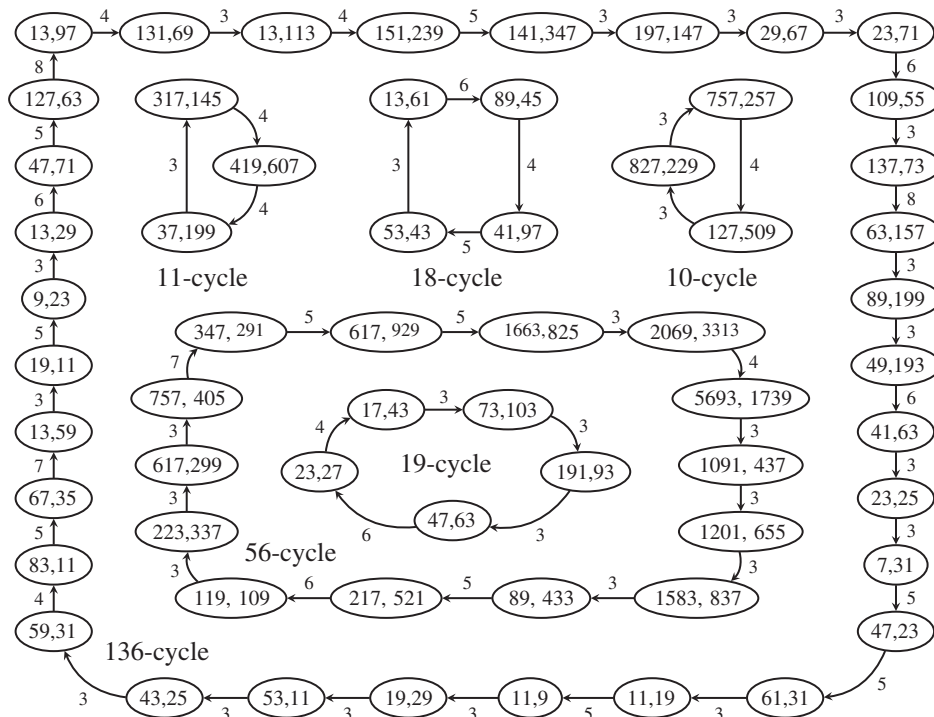 13,97 4 131,69 3 13,113 4 151,239 5 141,347 3 197,147 3 29,67 3 23,71
8 6
127,63 317,145 4 13,61 6 89,45 3 757,257 109,55
5 3
47,71 3 419,607 3 4 827,229 4 137,73
6 4 3 8
13,29 37,199 53,43 5 41,97 127,509 63,157
3 11-cycle 18-cycle 10-cycle 3
9,23 89,199
5 347, 291 5 617, 929 5 1663,825 3 2069, 3313 3
19,11 7 4 49,193
3 757, 405 17,43 3 73,103 5693, 1739 6
13,59 3 4 3 3 41,63
7 617,299 23,27 19-cycle 191,93 1091, 437 3
67,35 3 3 23,25
5 223,337 6 47,63 3 1201, 655 3
83,11 3 56-cycle 3 7,31
4 119, 109 6 217, 521 5 89, 433 3 1583, 837 5
59,31 47,23
136-cycle
3 43,25 3 53,11 3 19,29 3 11,9 5 11,19 3 61,31 5